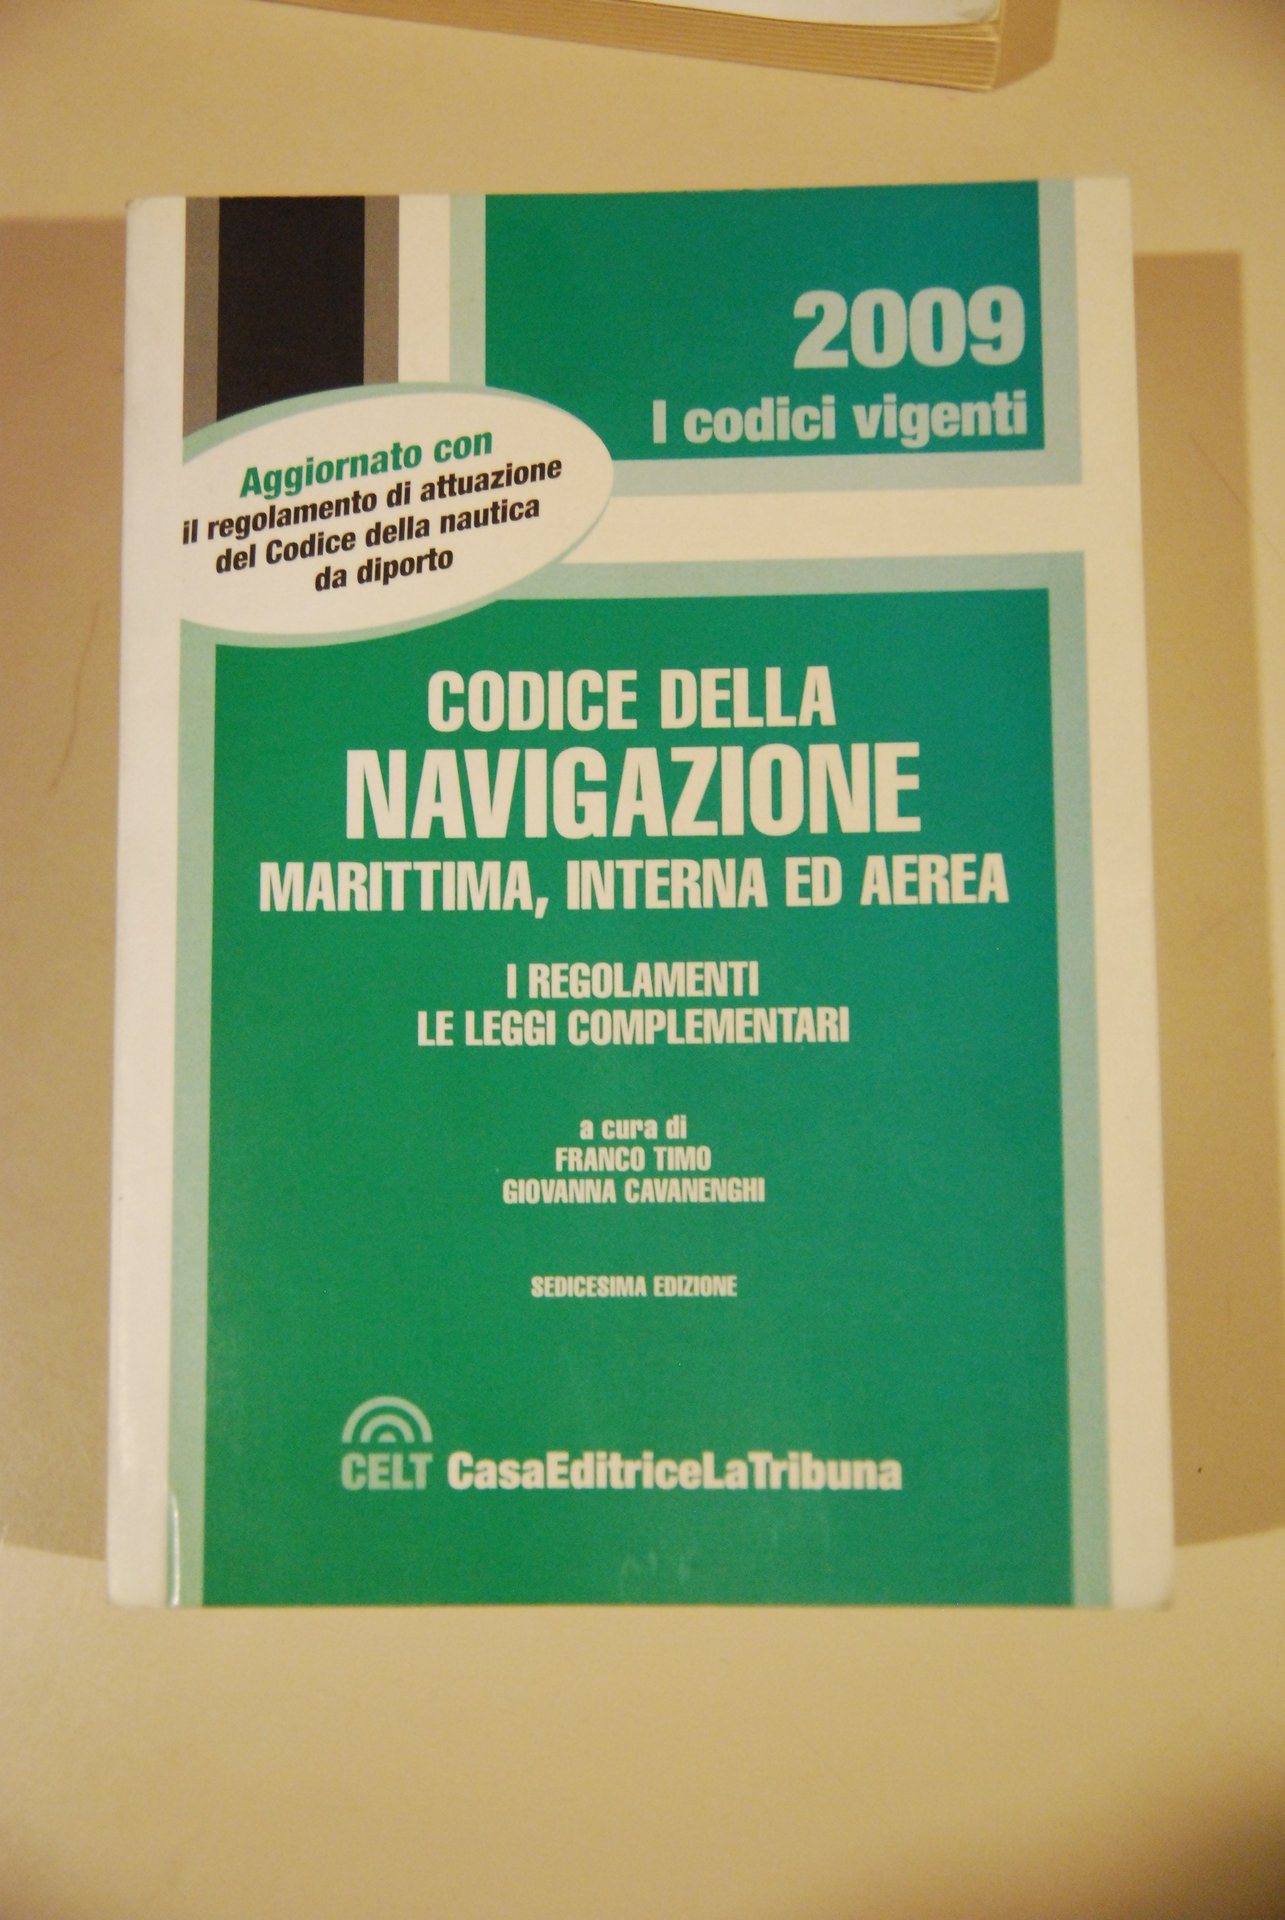 2009
I codici vigenti
Aggiornato con
il regolamento di attuazione
del Codice della nautica
da diporto
CODICE DELLA
NAVIGAZIONE
MARITTIMA, INTERNA ED AEREA
I REGOLAMENTI
LE LEGGI COMPLEMENTARI
a cura di
FRANCO TIMO
GIOVANNA CAVANENGHI
SEDICESIMA EDIZIONE
CELT CasaEditriceLaTribuna